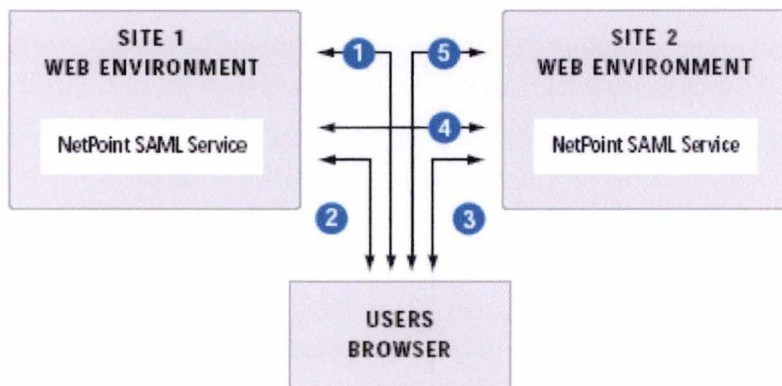 SITE 1
WEB ENVIRONMENT
NetPoint SAML Service
1
5
4
2
3
SITE 2
WEB ENVIRONMENT
NetPoint SAML Service
USERS
BROWSER